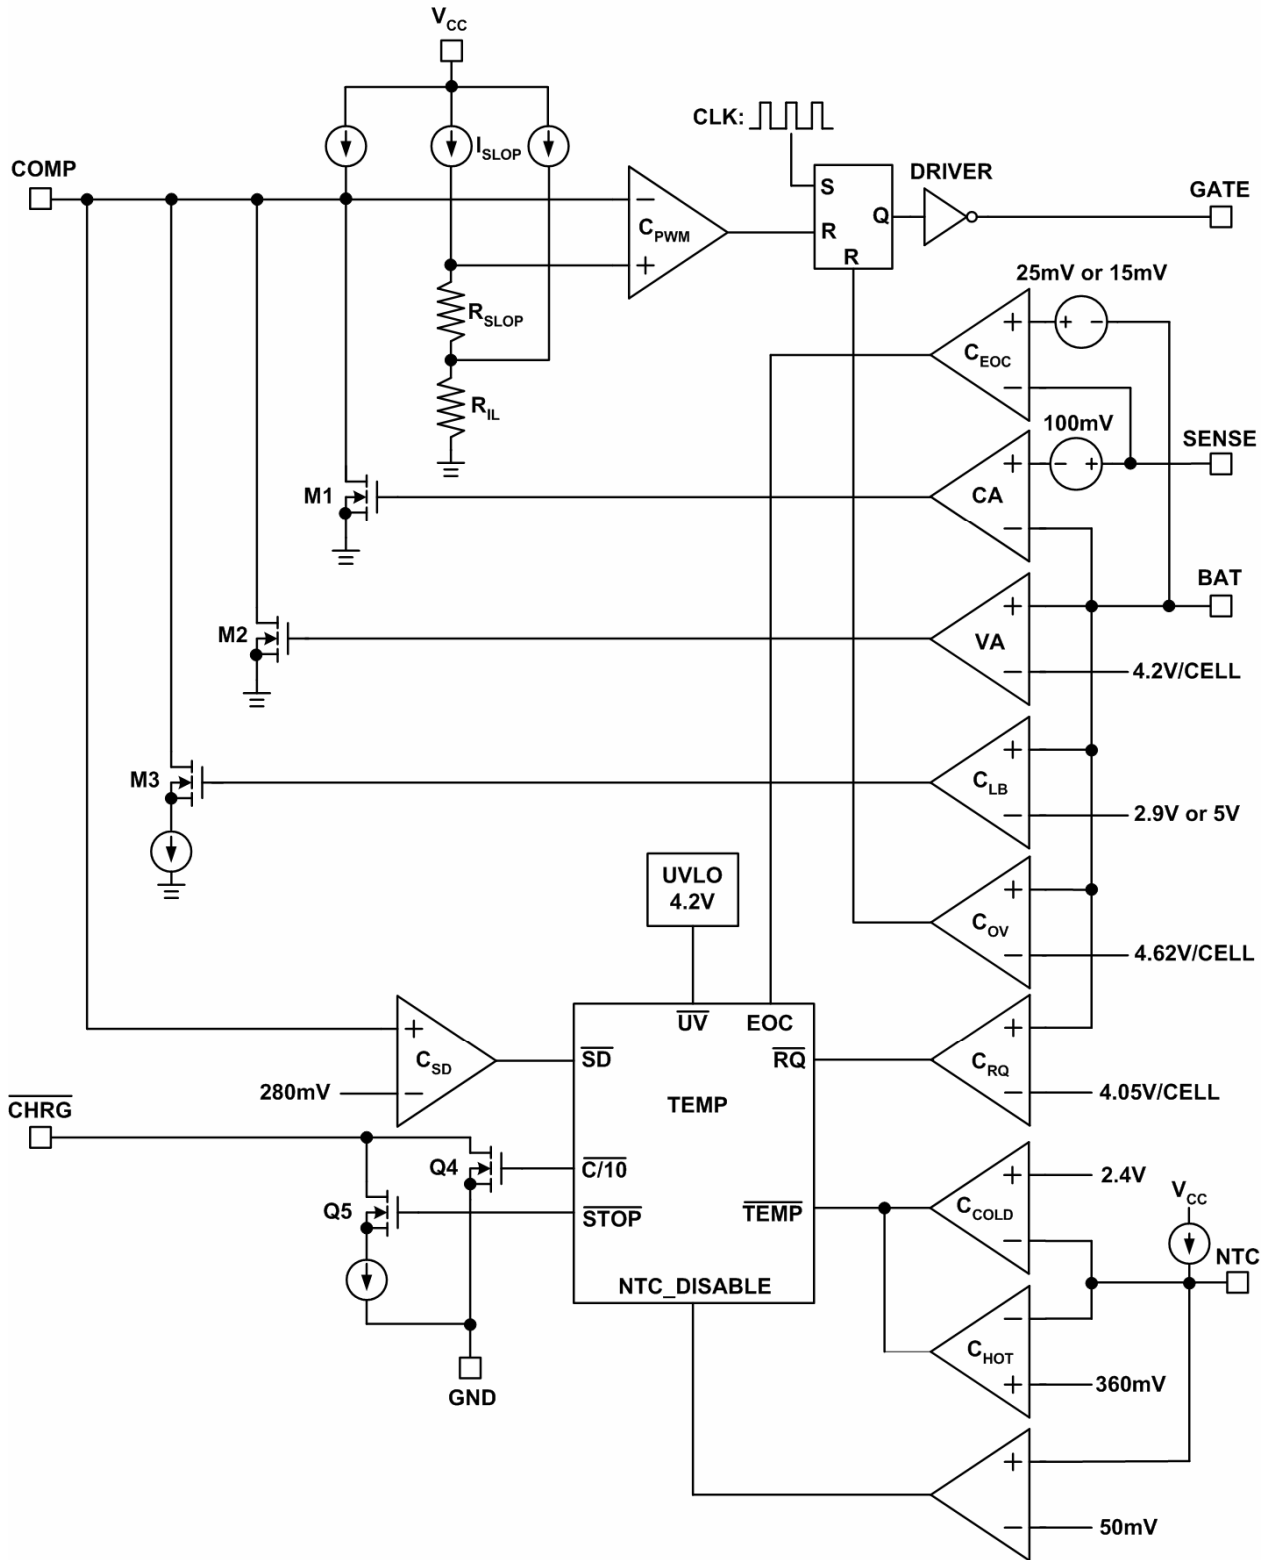 VCC
CLK:
ISLOP
COMP
DRIVER
GATE
S
CPWM
Q
R
R
25mV or 15mV
RSLOP
CEOC
RIL
100mV
SENSE
M1
CA
BAT
M2
VA
4.2V/CELL
M3
CLB
2.9V or 5V
UVLO
4.2V
COV
4.62V/CELL
UV
EOC
SD
RQ
CSD
CRQ
280mV
4.05V/CELL
CHRG
TEMP
Q4
C/10
2.4V
VCC
Q5
STOP
TEMP
CCOLD
NTC
NTC_DISABLE
CHOT
360mV
GND
50mV